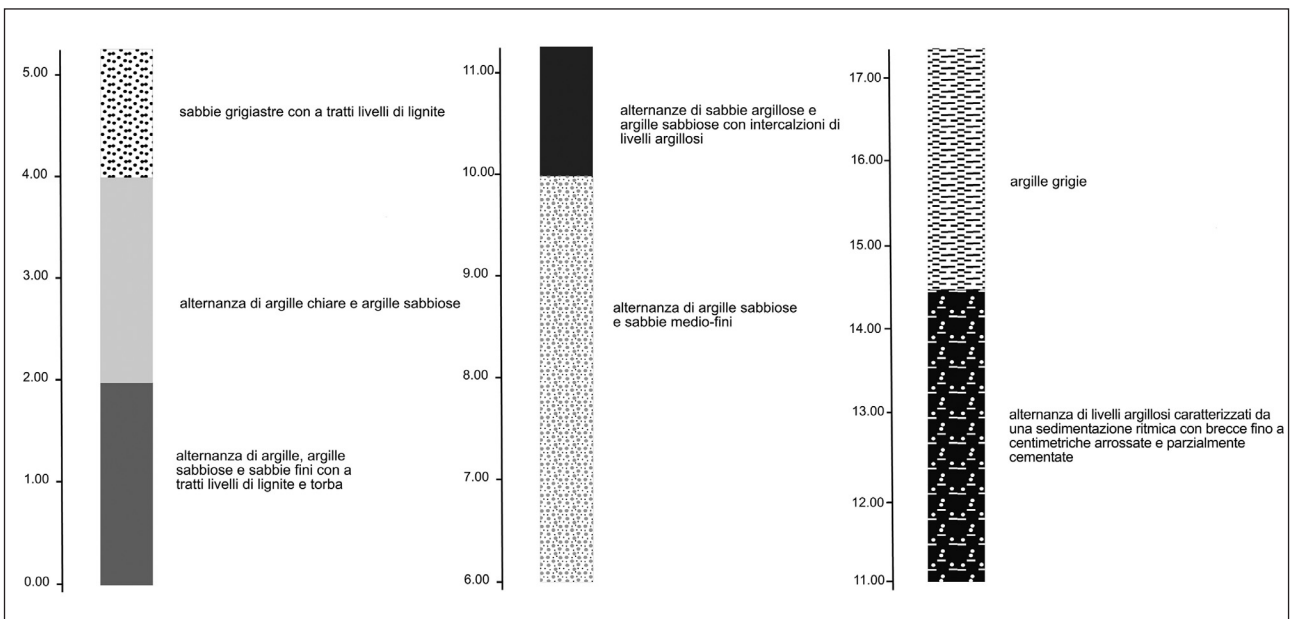 5.00
4.00
3.00
2.00
1.00
0.00
sabbie grigiastre con a tratti livelli di lignite
alternanza di argille chiare e argille sabbiose
alternanza di argille, argille
sabbiose e sabbie fini con a
tratti livelli di lignite e torba
11.00
10.00
9.00
8.00
7.00
6.00
alternanze di sabbie argillose e
argille sabbiose con intercalzioni di
livelli argillosi
alternanza di argille sabbiose
e sabbie medio-fini
17.00
16.00
15.00
14.00
13.00
12.00
11.00
argille grigie
alternanza di livelli argillosi caratterizzati da
una sedimentazione ritmica con brecce fino a
centimetriche arrossate e parzialmente
cementate